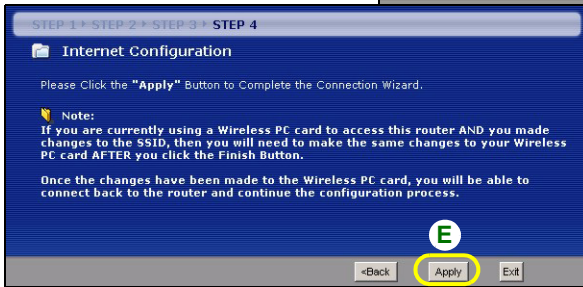 STEP 1 STEP 2 STEP 3 STEP 4
Internet Configuration
Please Click the "Apply" Button to Complete the Connection Wizard.
Note:
If you are currently using a Wireless PC card to access this router AND you made
changes to the SSID, then you will need to make the same changes to your Wireless
PC card AFTER you click the Finish Button.
Once the changes have been made to the Wireless PC card, you will be able to
connect back to the router and continue the configuration process.
E
<Back Apply Exit